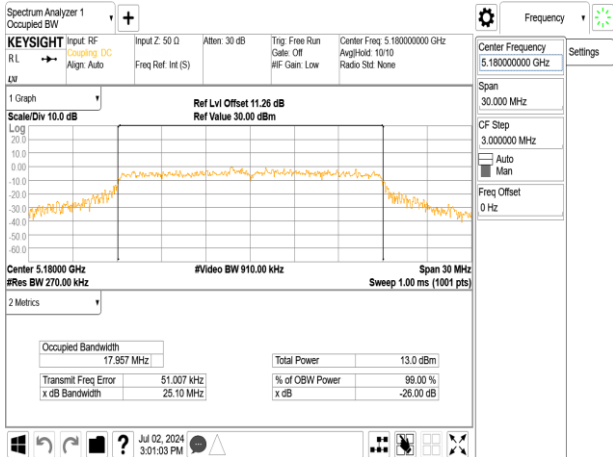 Spectrum Analyzer 1
Occupied BW
KEYSIGHT Input: RF Input Z: 50 Ω Atten: 30 dB Trig: Free Run Center Freq: 5.180000000 GHz
RL Coupling: DC Gate: Off Avg|Hold: 10/10
Align: Auto Freq Ref: Int (S) #IF Gain: Low Radio Std: None
1 Graph
Ref Lvl Offset 11.26 dB
Scale/Div 10.0 dB Ref Value 30.00 dBm
Log
20.0
10.0
0.00
-10.0
-20.0
-30.0
-40.0
-50.0
-60.0
Center 5.18000 GHz #Video BW 910.00 kHz Span 30 MHz
#Res BW 270.00 kHz Sweep 1.00 ms (1001 pts)
2 Metrics
Occupied Bandwidth
17.957 MHz Total Power 13.0 dBm
Transmit Freq Error 51.007 kHz % of OBW Power 99.00 %
x dB Bandwidth 25.10 MHz x dB -26.00 dB
? Jul 02, 2024
3:01:03 PM
Frequency
Center Frequency
5.180000000 GHz
Settings
Span
30.000 MHz
CF Step
3.000000 MHz
Auto
Man
Freq Offset
0 Hz